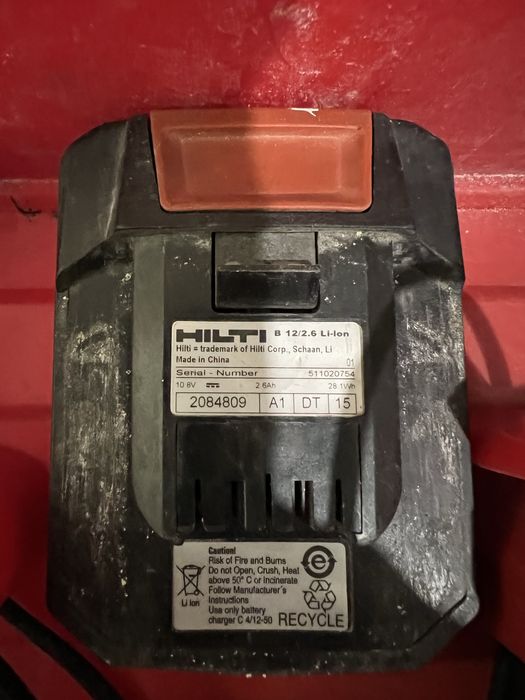 HILTI B 12/2.6 Li-Ion
Hilti = trademark of Hilti Corp., Schaan, Li
Made in China 01
Serial - Number 511020754
10.8V 2.6Ah 28.1Wh
2084809 A1 DT 15
Caution!
Risk of Fire and Burns
Do not Open, Crush, Heat
above 50° C or Incinerate
Follow Manufacturer's
Instructions
Use only battery
charger C 4/12-50
Li Ion
RECYCLE